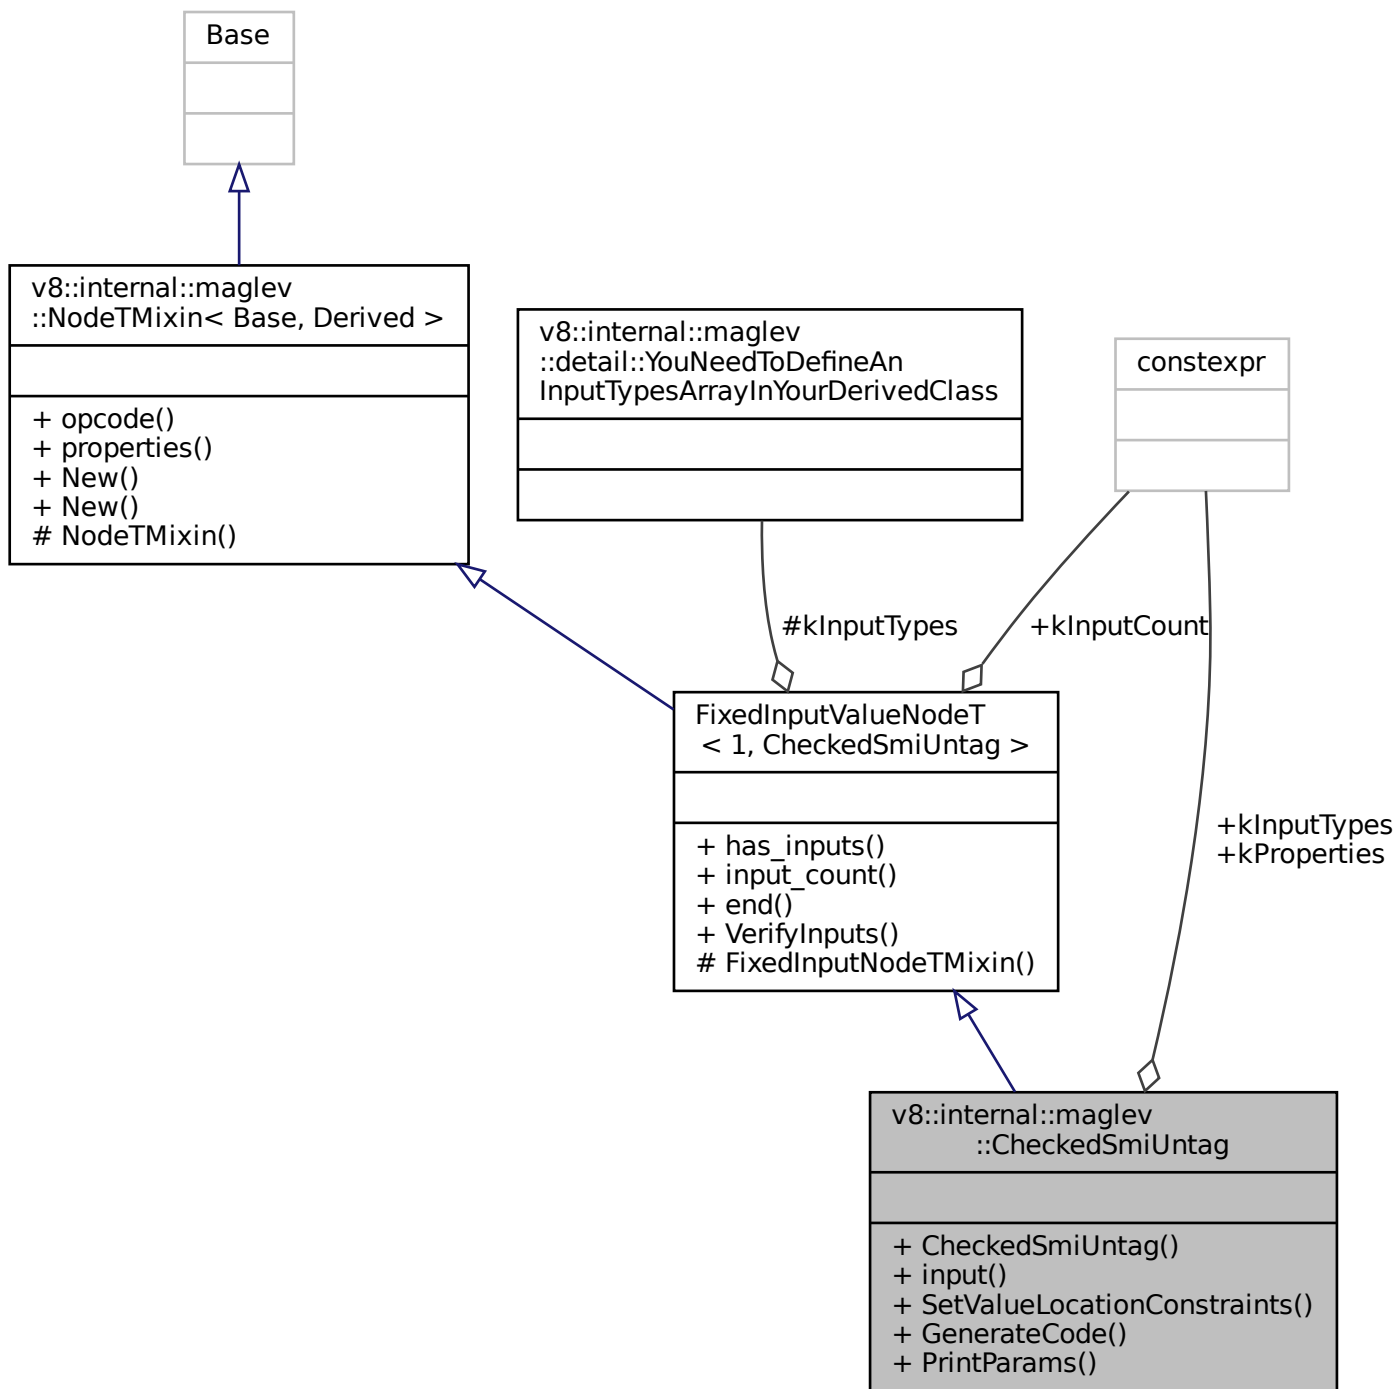 Base
v8::internal::maglev
::NodeTMixin< Base, Derived >
+ opcode()
+ properties()
+ New()
+ New()
# NodeTMixin()
v8::internal::maglev
::detail::YouNeedToDefineAn
InputTypesArrayInYourDerivedClass
constexpr
#kInputTypes
+kInputCount
FixedInputValueNodeT
< 1, CheckedSmiUntag >
+ has_inputs()
+ input_count()
+ end()
+ VerifyInputs()
# FixedInputNodeTMixin()
+kInputTypes
+kProperties
v8::internal::maglev
::CheckedSmiUntag
+ CheckedSmiUntag()
+ input()
+ SetValueLocationConstraints()
+ GenerateCode()
+ PrintParams()